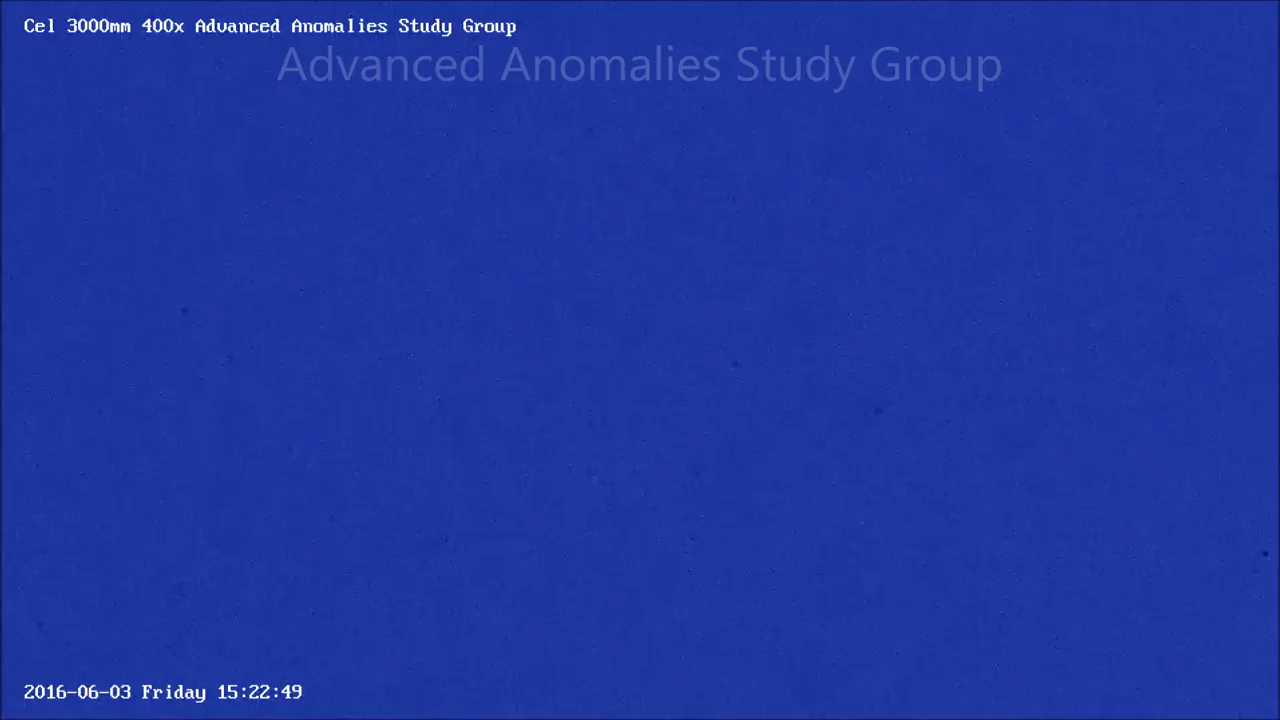 Cel 3000mm 400x Advanced Anomalies Study Group
Advanced Anomalies Study Group
2016-06-03 Friday 15:22:49